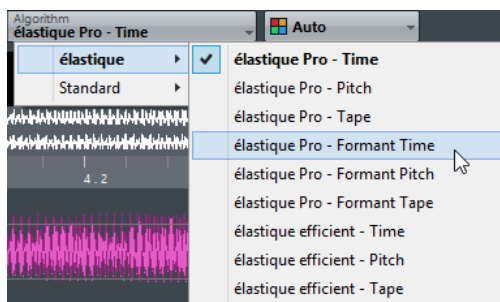 Algorithm
élastique Pro - Time
Auto
élastique
Standard
élastique Pro - Time
élastique Pro - Pitch
élastique Pro - Tape
élastique Pro - Formant Time
élastique Pro - Formant Pitch
élastique Pro - Formant Tape
élastique efficient - Time
élastique efficient - Pitch
élastique efficient - Tape
4.2